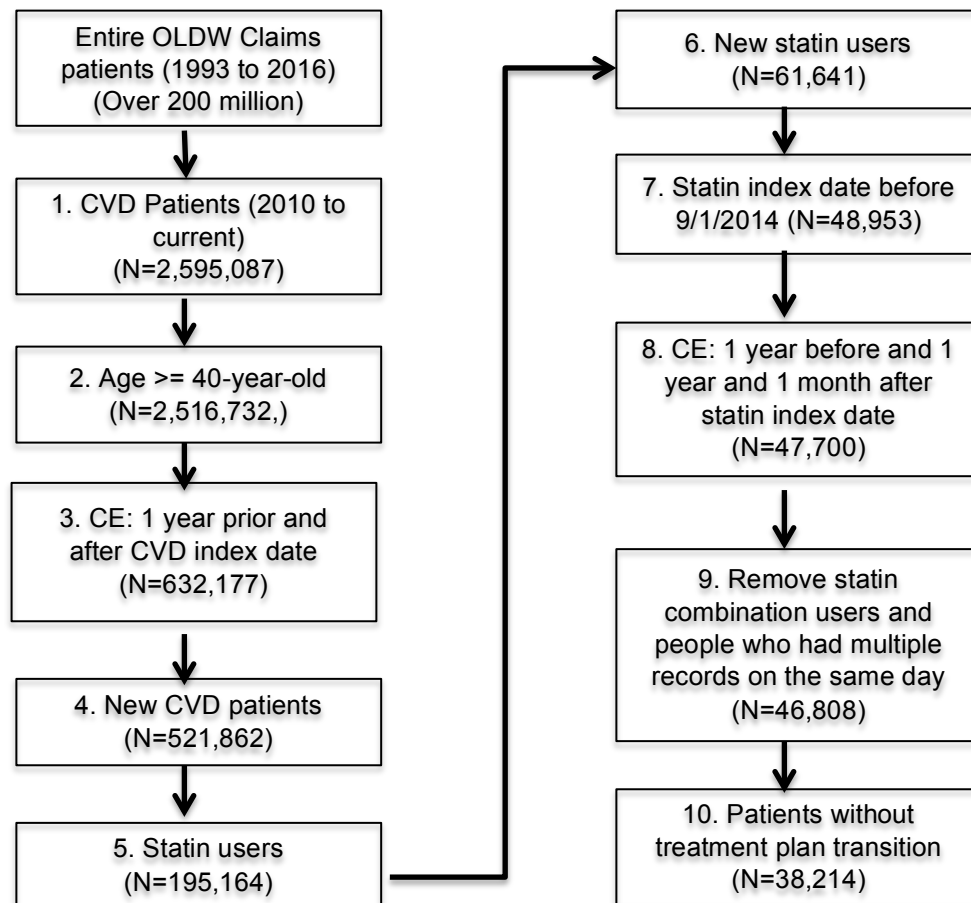 Entire OLDW Claims
patients (1993 to 2016)
(Over 200 million)
1. CVD Patients (2010 to
current)
(N=2,595,087)
2. Age >= 40-year-old
(N=2,516,732,)
3. CE: 1 year prior and
after CVD index date
(N=632,177)
4. New CVD patients
(N=521,862)
5. Statin users
(N=195,164)
6. New statin users
(N=61,641)
7. Statin index date before
9/1/2014 (N=48,953)
8. CE: 1 year before and 1
year and 1 month after
statin index date
(N=47,700)
9. Remove statin
combination users and
people who had multiple
records on the same day
(N=46,808)
10. Patients without
treatment plan transition
(N=38,214)